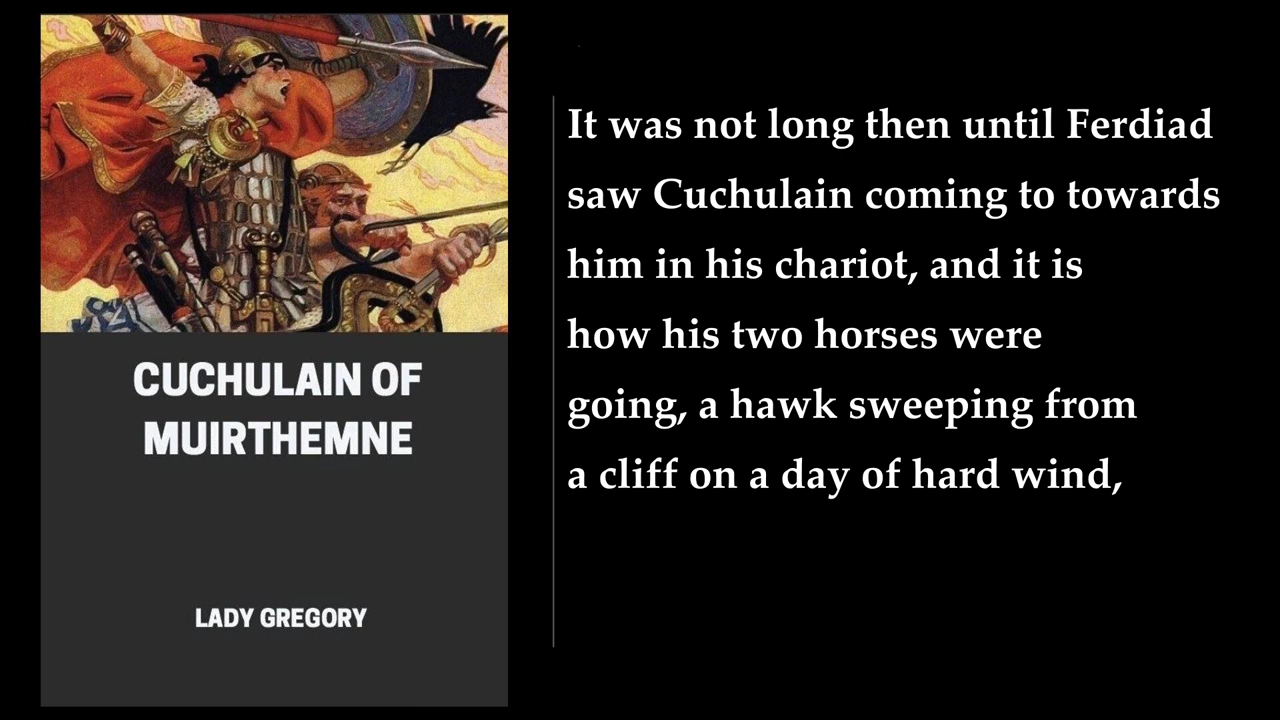 CUCHULAIN OF
MUIRTHEMNE
LADY GREGORY
It was not long then until Ferdiad
saw Cuchulain coming to towards
him in his chariot, and it is
how his two horses were
going, a hawk sweeping from
a cliff on a day of hard wind,